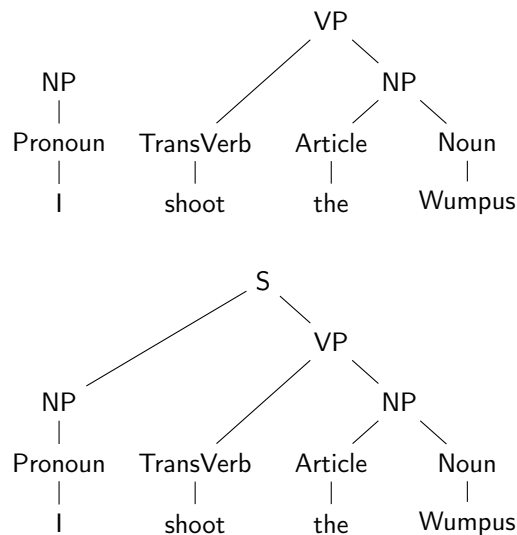 VP
NP NP
Pronoun TransVerb Article Noun
I shoot the Wumpus
S
VP
NP NP
Pronoun TransVerb Article Noun
I shoot the Wumpus